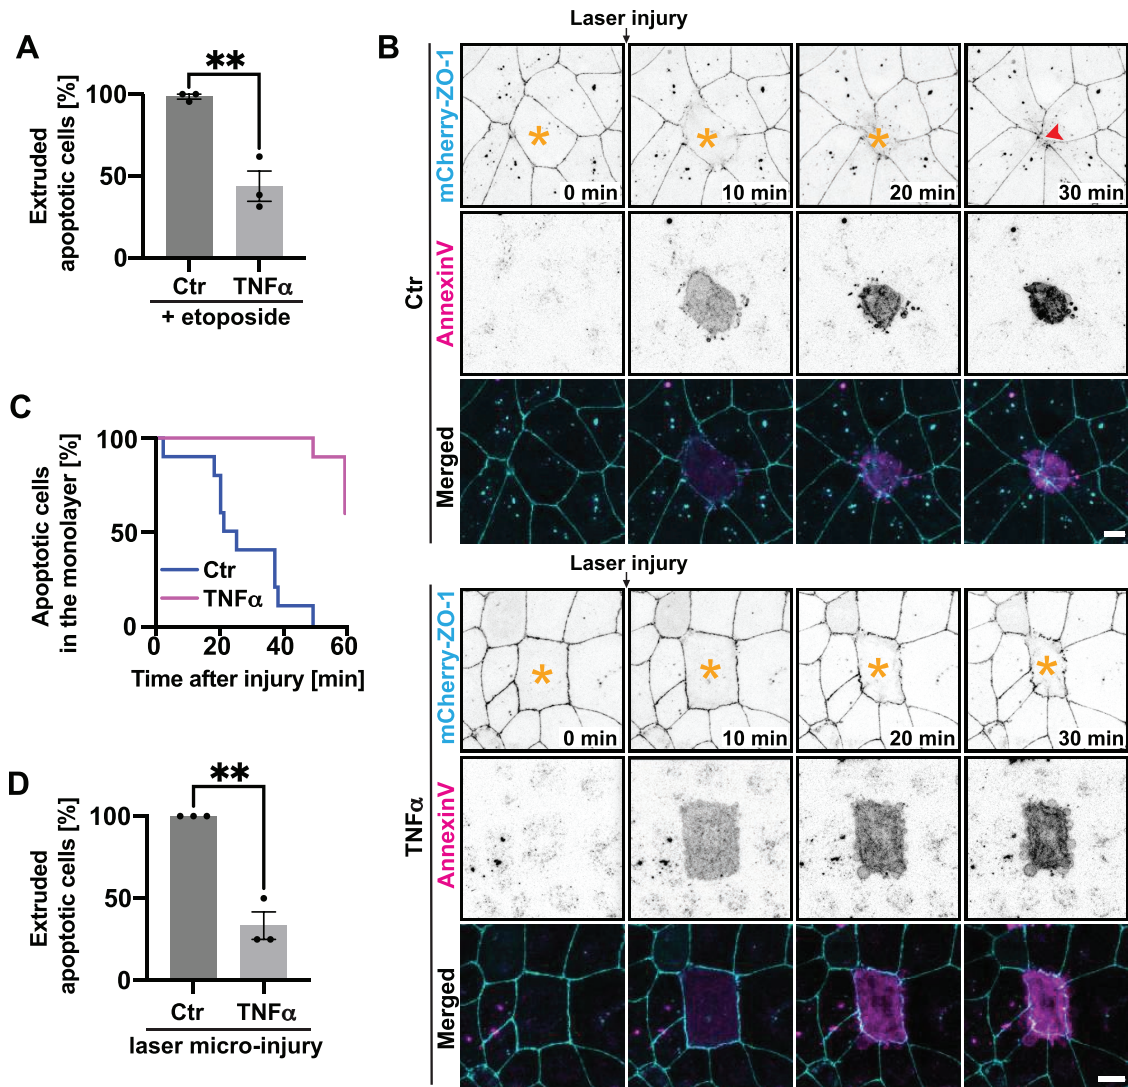 A
**
Extruded
apoptotic cells [%]
100
50
0
Ctr
TNFα
+ etoposide
B
Laser injury
Ctr
mCherry-ZO-1
*
0 min
*
10 min
*
20 min
30 min
AnnexinV
Merged
C
Apoptotic cells
in the monolayer [%]
100
50
0
Ctr
TNFα
0
20
40
60
Time after injury [min]
Laser injury
TNFα
mCherry-ZO-1
*
0 min
*
10 min
*
20 min
*
30 min
AnnexinV
Merged
D
**
Extruded
apoptotic cells [%]
100
50
0
Ctr
TNFα
laser micro-injury